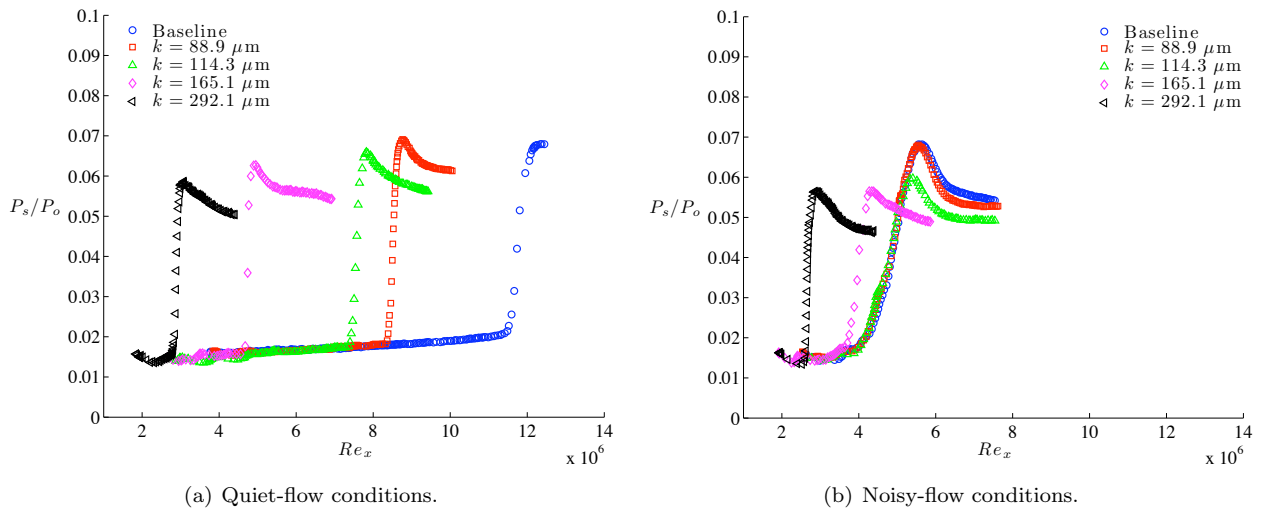 0.1
0.09
0.08
0.07
0.06
P_s/P_o
0.05
0.04
0.03
0.02
0.01
0
Baseline
k = 88.9 μm
k = 114.3 μm
k = 165.1 μm
k = 292.1 μm
2 4 6 8 10 12 14
Re_x
x 10^6
(a) Quiet-flow conditions.
0.1
0.09
0.08
0.07
0.06
P_s/P_o
0.05
0.04
0.03
0.02
0.01
0
Baseline
k = 88.9 μm
k = 114.3 μm
k = 165.1 μm
k = 292.1 μm
2 4 6 8 10 12 14
Re_x
x 10^6
(b) Noisy-flow conditions.